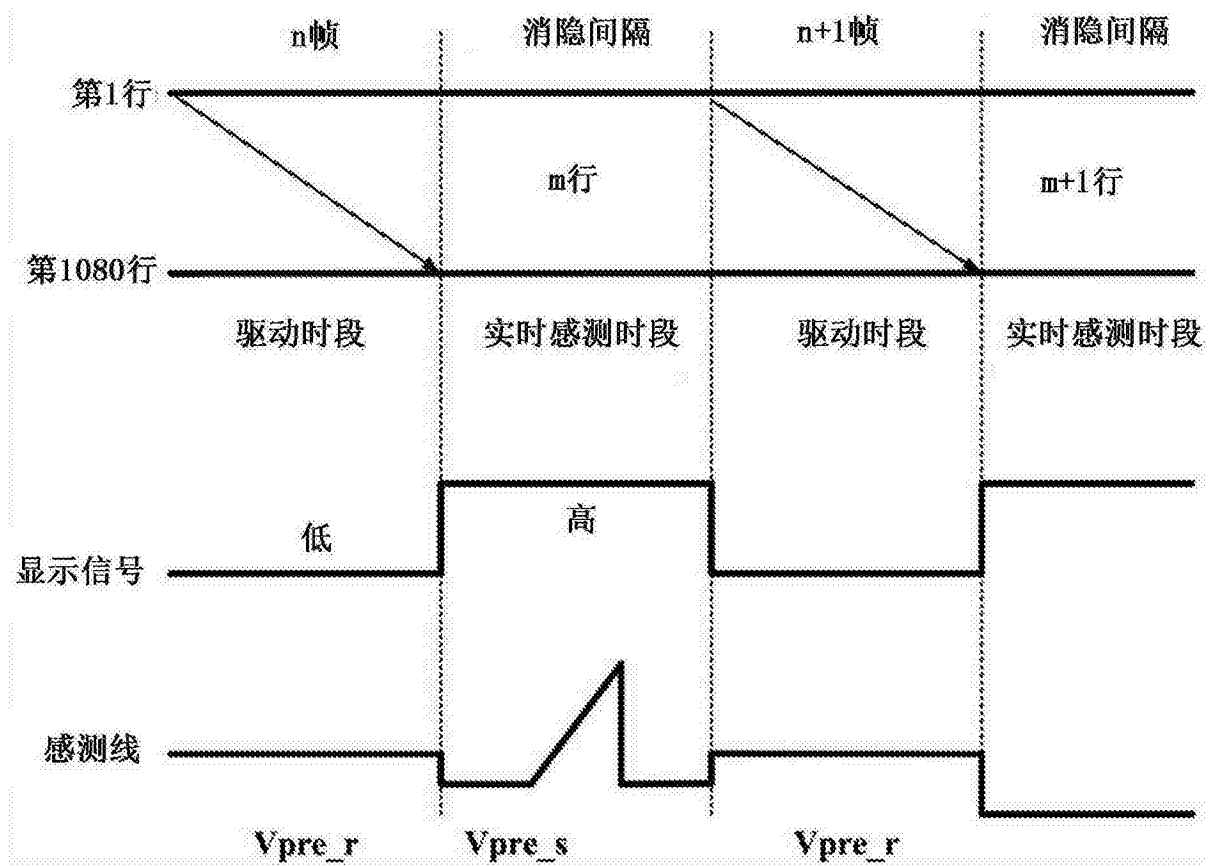 n帧 消隐间隔 n+1帧 消隐间隔
第1行
m行 m+1行
第1080行
驱动时段 实时感测时段 驱动时段 实时感测时段
低 高
显示信号
感测线
Vpre_r Vpre_s Vpre_r